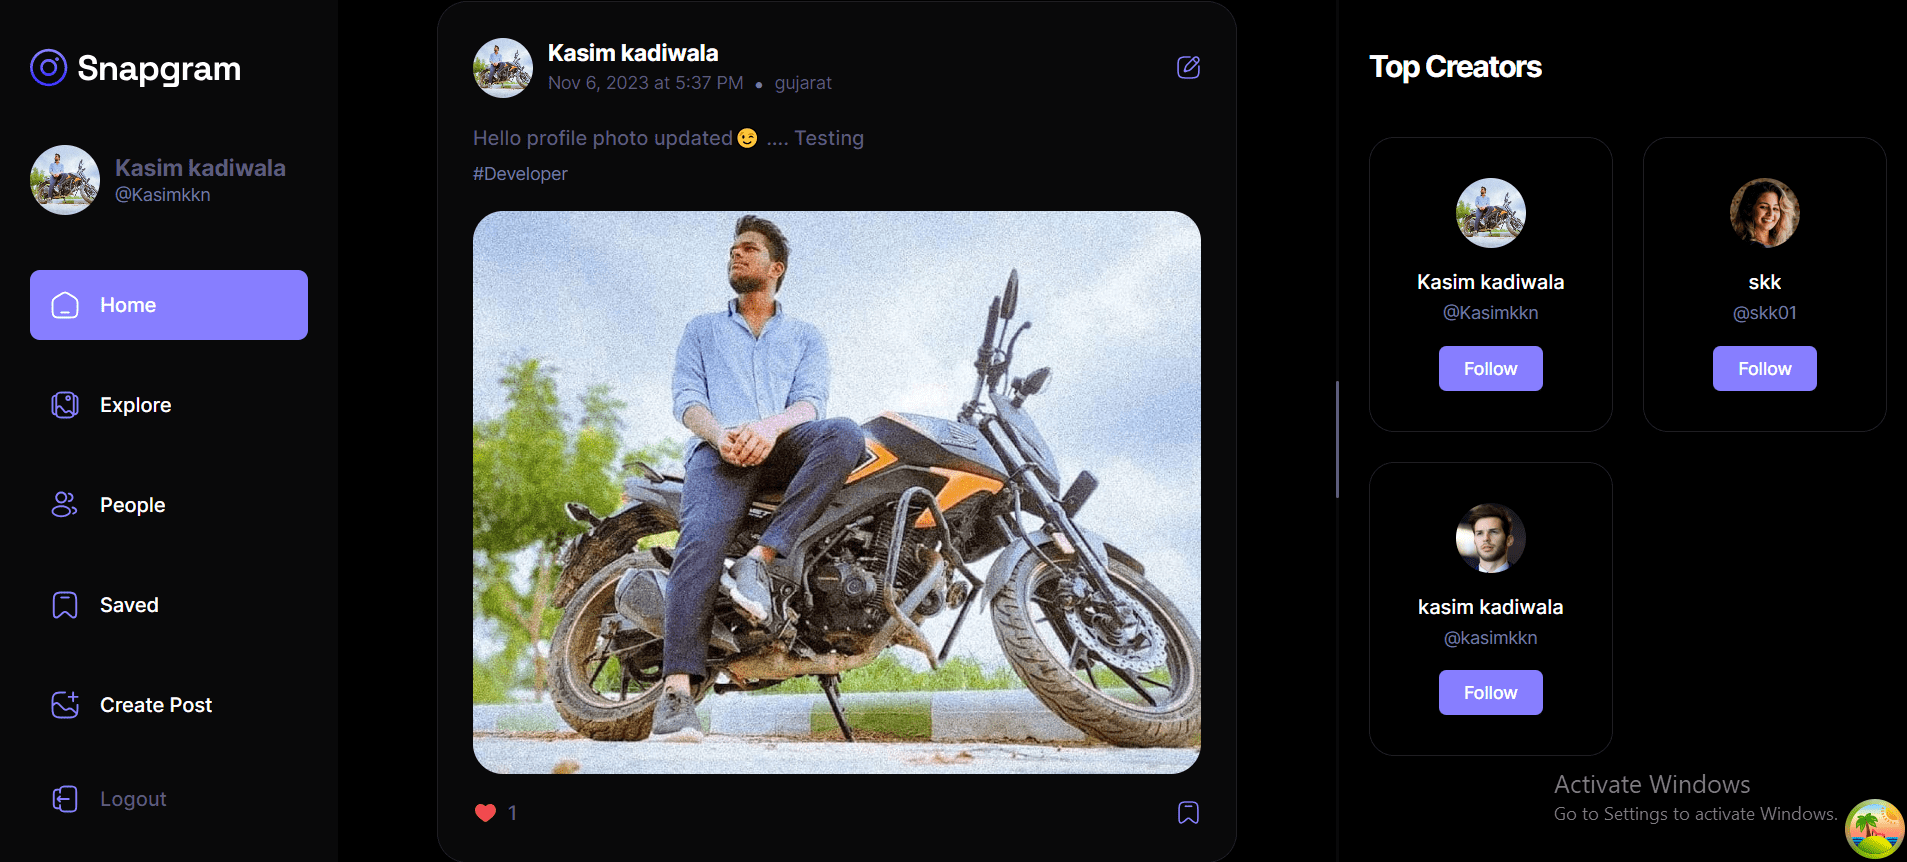 Snapgram
Kasim kadiwala
@Kasimkkn
Home
Explore
People
Saved
Create Post
Logout
Kasim kadiwala
Nov 6, 2023 at 5:37 PM • gujarat
Hello profile photo updated😉 .... Testing
#Developer
1
Top Creators
Kasim kadiwala
@Kasimkkn
Follow
skk
@skk01
Follow
kasim kadiwala
@kasimkkn
Follow
Activate Windows
Go to Settings to activate Windows.